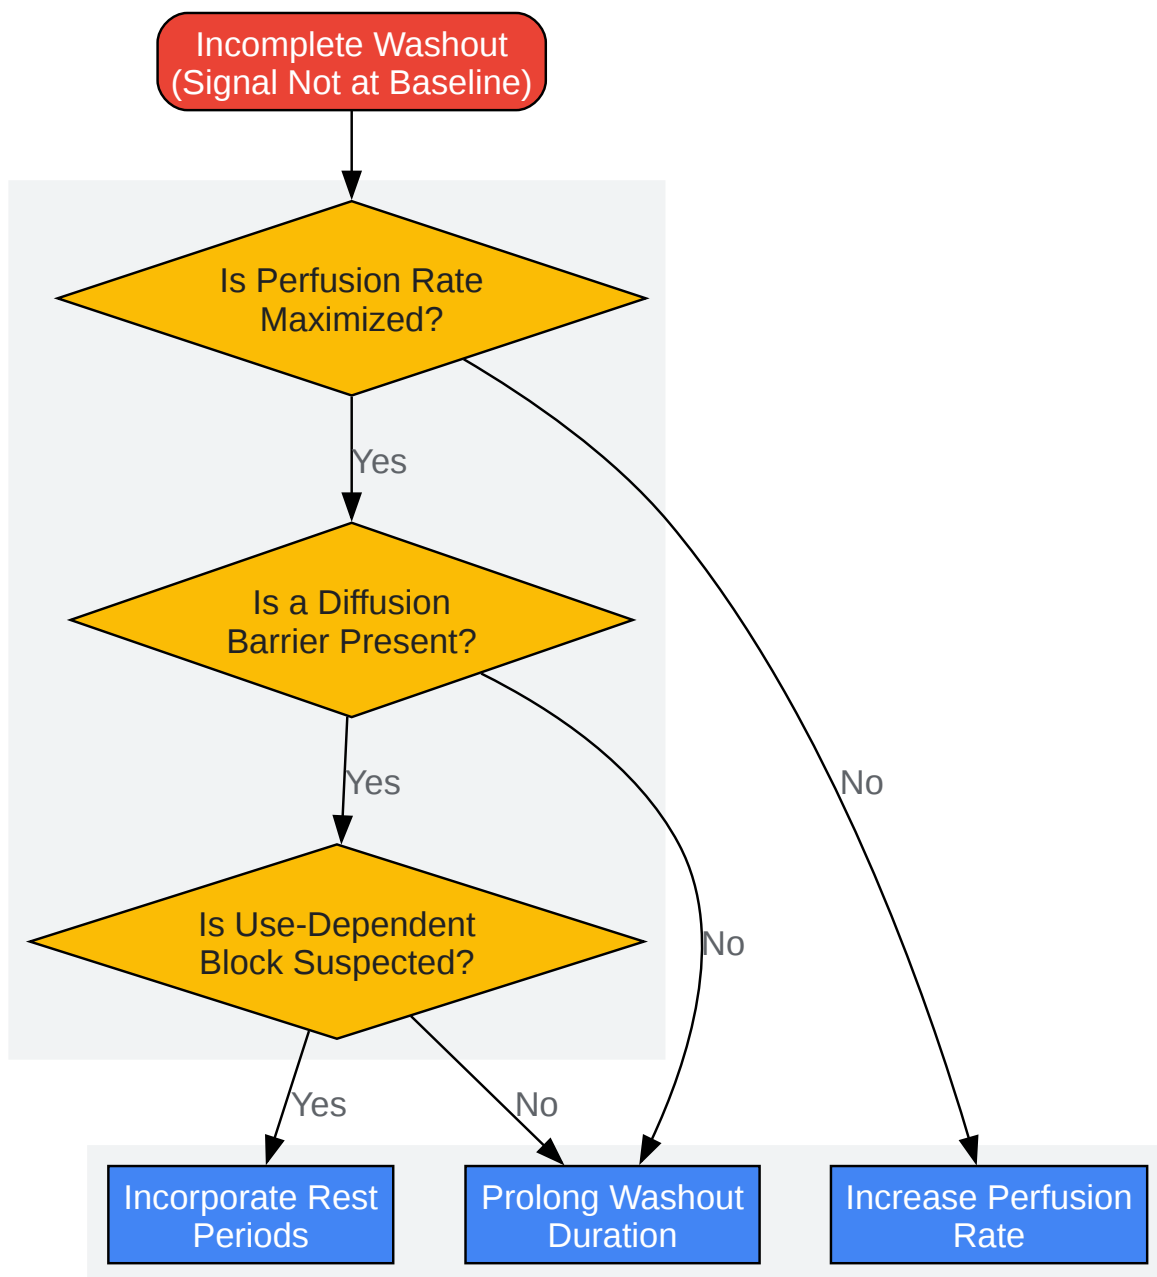 Incomplete Washout
(Signal Not at Baseline)
Is Perfusion Rate
Maximized?
Yes
Is a Diffusion
Barrier Present?
Yes
No
Is Use-Dependent
Block Suspected?
No
Yes
No
Incorporate Rest
Periods
Prolong Washout
Duration
Increase Perfusion
Rate